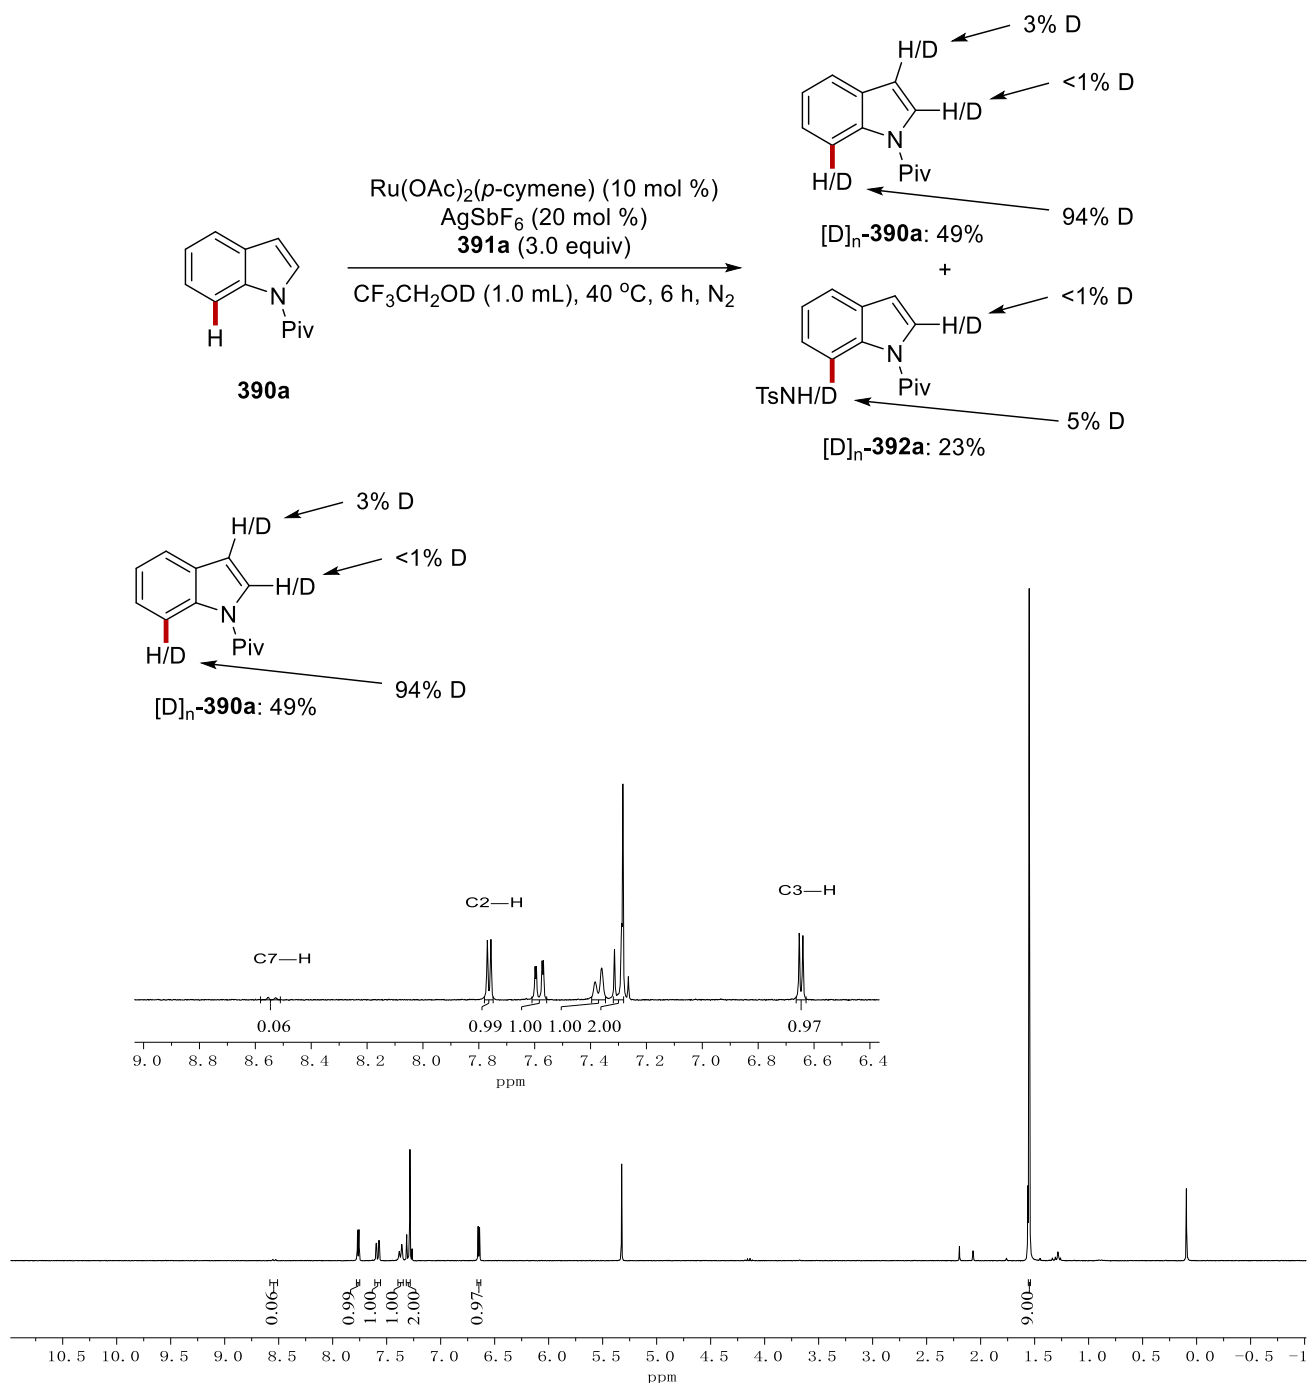 3% D
H/D
<1% D
H/D
N
Piv
H/D
94% D
[D]n-390a: 49%
+
Ru(OAc)2(p-cymene) (10 mol %)
AgSbF6 (20 mol %)
391a (3.0 equiv)
CF3CH2OD (1.0 mL), 40 oC, 6 h, N2
N
H
Piv
390a
<1% D
H/D
N
Piv
TsNH/D
5% D
[D]n-392a: 23%
3% D
H/D
<1% D
H/D
N
Piv
H/D
94% D
[D]n-390a: 49%
C7—H
C2—H
C3—H
0.06
0.99 1.00 1.00 2.00
0.97
9.0 8.8 8.6 8.4 8.2 8.0 7.8 7.6 7.4 7.2 7.0 6.8 6.6 6.4
ppm
0.06
0.99
1.00
1.00
2.00
0.97
9.00
10.5 10.0 9.5 9.0 8.5 8.0 7.5 7.0 6.5 6.0 5.5 5.0 4.5 4.0 3.5 3.0 2.5 2.0 1.5 1.0 0.5 0.0 -0.5 -1
ppm